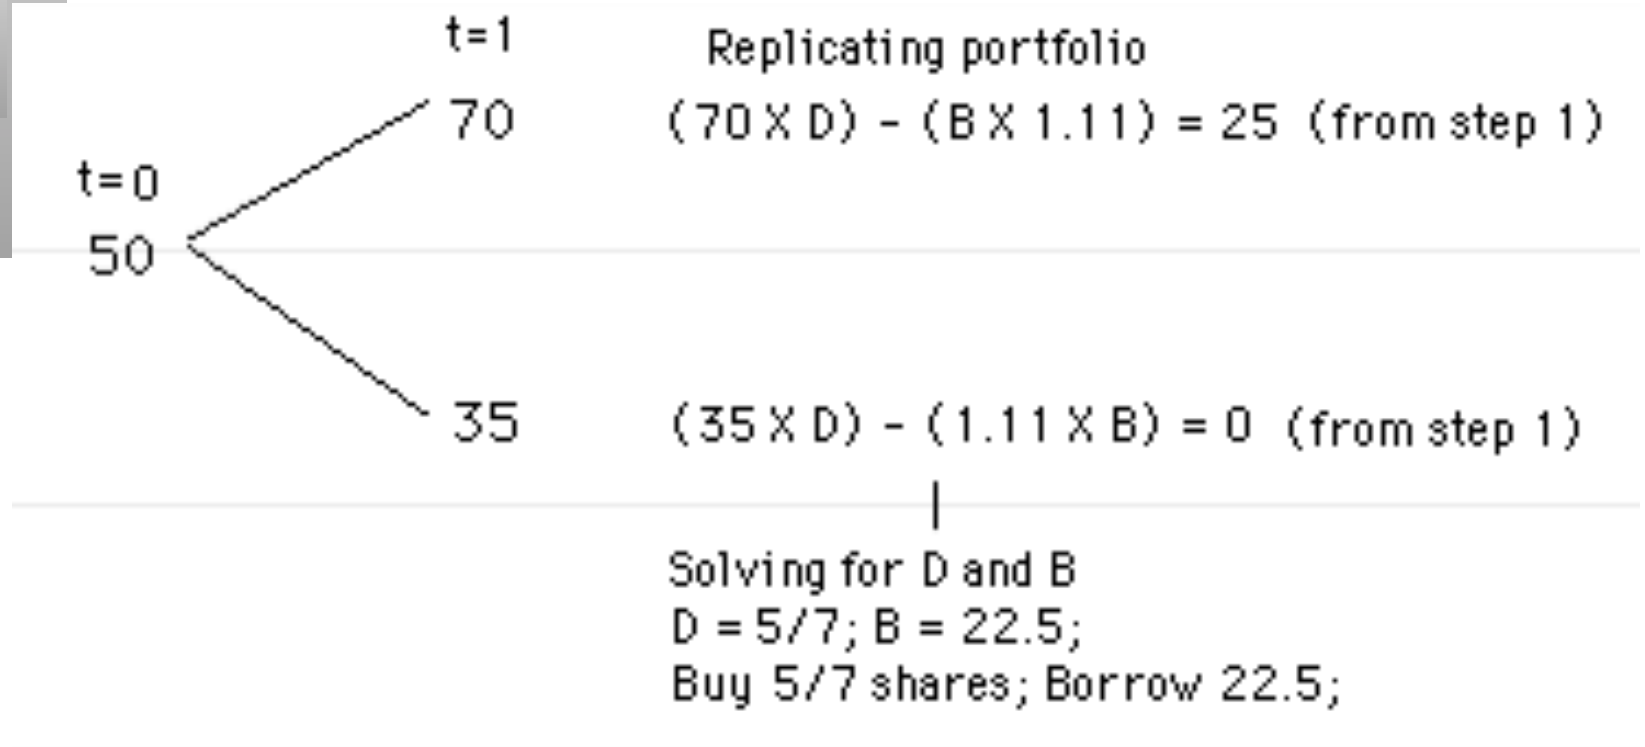 t=1
Replicating portfolio
70
(70 X D) - (B X 1.11) = 25 (from step 1)
t=0
50
35
(35 X D) - (1.11 X B) = 0 (from step 1)
Solving for D and B
D = 5/7; B = 22.5;
Buy 5/7 shares; Borrow 22.5;